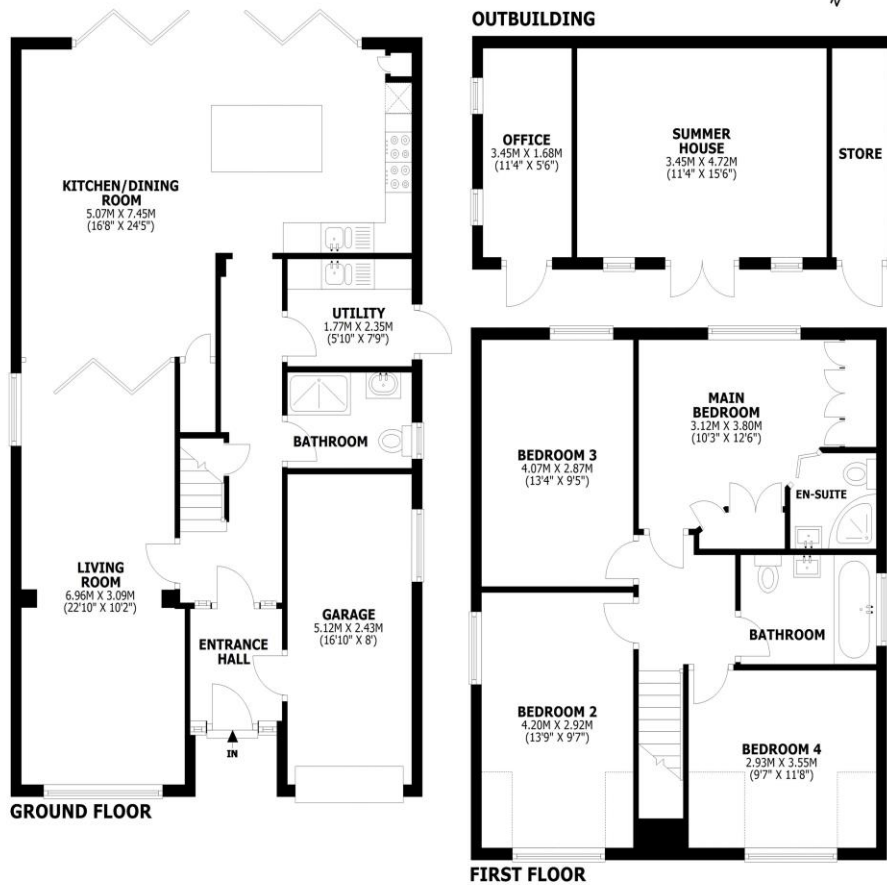 N
OUTBUILDING
OFFICE
3.45M X 1.68M
(11'4" X 5'6")
SUMMER
HOUSE
3.45M X 4.72M
(11'4" X 15'6")
STORE
KITCHEN/DINING
ROOM
5.07M X 7.45M
(16'8" X 24'5")
UTILITY
1.77M X 2.35M
(5'10" X 7'9")
BATHROOM
LIVING
ROOM
6.96M X 3.09M
(22'10" X 10'2")
ENTRANCE
HALL
GARAGE
5.12M X 2.43M
(16'10" X 8')
IN
GROUND FLOOR
BEDROOM 3
4.07M X 2.87M
(13'4" X 9'5")
MAIN
BEDROOM
3.12M X 3.80M
(10'3" X 12'6")
EN-SUITE
BATHROOM
BEDROOM 2
4.20M X 2.92M
(13'9" X 9'7")
BEDROOM 4
2.93M X 3.55M
(9'7" X 11'8")
FIRST FLOOR